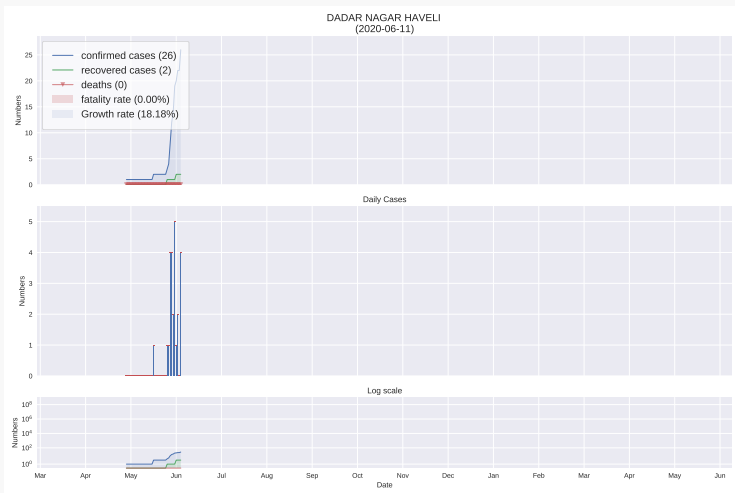 DADAR NAGAR HAVELI
(2020-06-11)
confirmed cases (26)
recovered cases (2)
deaths (0)
fatality rate (0.00%)
Growth rate (18.18%)
Numbers
25
20
15
10
5
0
Daily Cases
Numbers
5
4
3
2
1
0
Log scale
Numbers
10⁸
10⁶
10⁴
10²
10⁰
Mar Apr May Jun Jul Aug Sep Oct Nov Dec Jan Feb Mar Apr May Jun
Date